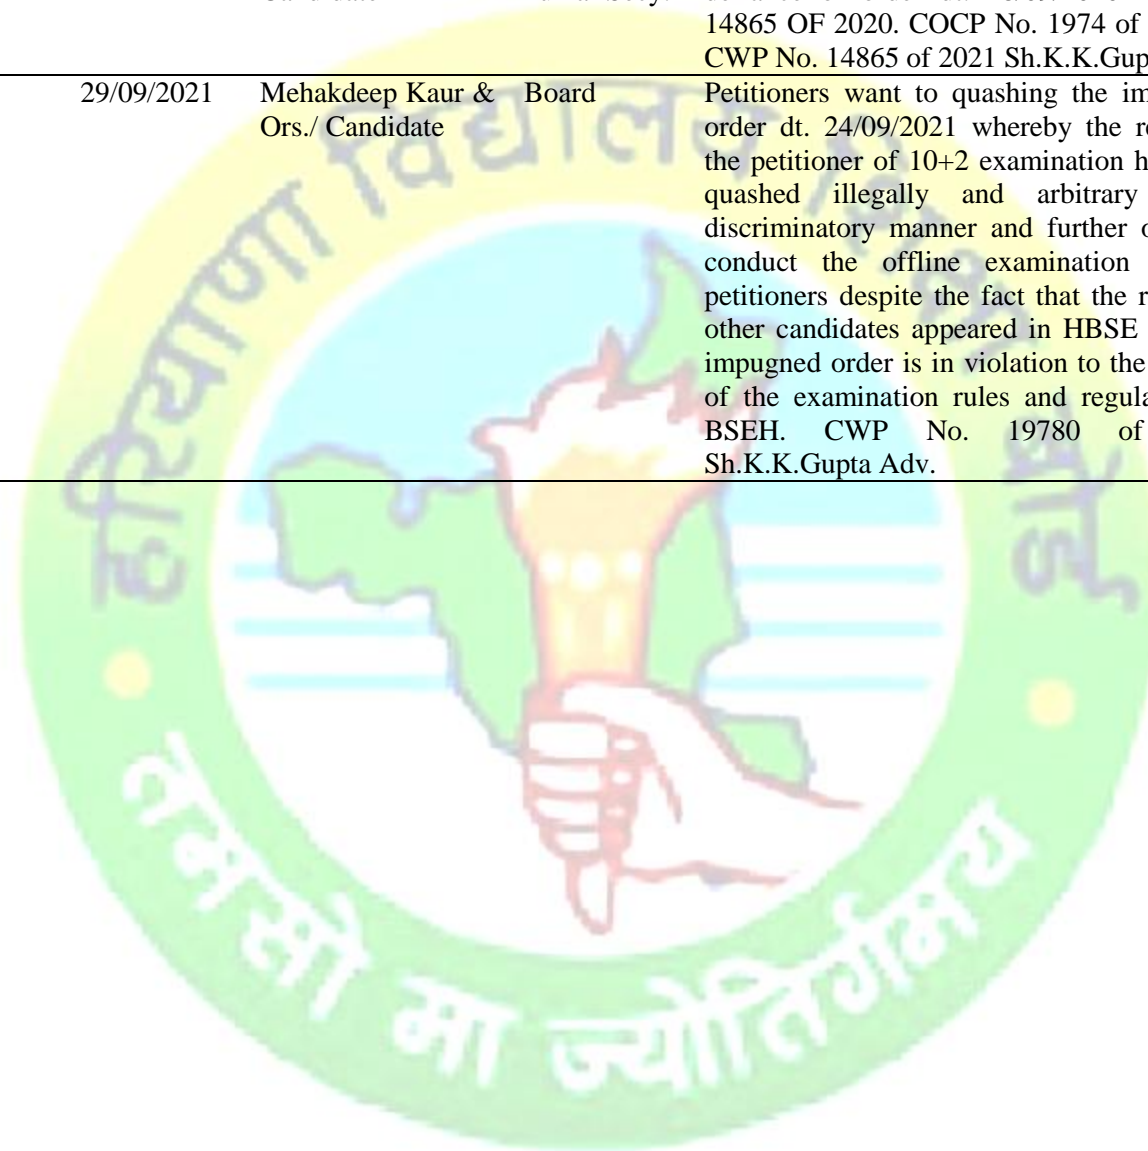 14865 OF 2020. COCP No. 1974 of
CWP No. 14865 of 2021 Sh.K.K.Gup
29/09/2021 Mehakdeep Kaur & Board Petitioners want to quashing the im
Ors./ Candidate order dt. 24/09/2021 whereby the r
the petitioner of 10+2 examination h
quashed illegally and arbitrary
discriminatory manner and further o
conduct the offline examination
petitioners despite the fact that the r
other candidates appeared in HBSE
impugned order is in violation to the
of the examination rules and regula
BSEH. CWP No. 19780 of
Sh.K.K.Gupta Adv.
हरियाणा विद्यालय शिक्षा बोर्ड
तमसो मा ज्योतिर्गमय